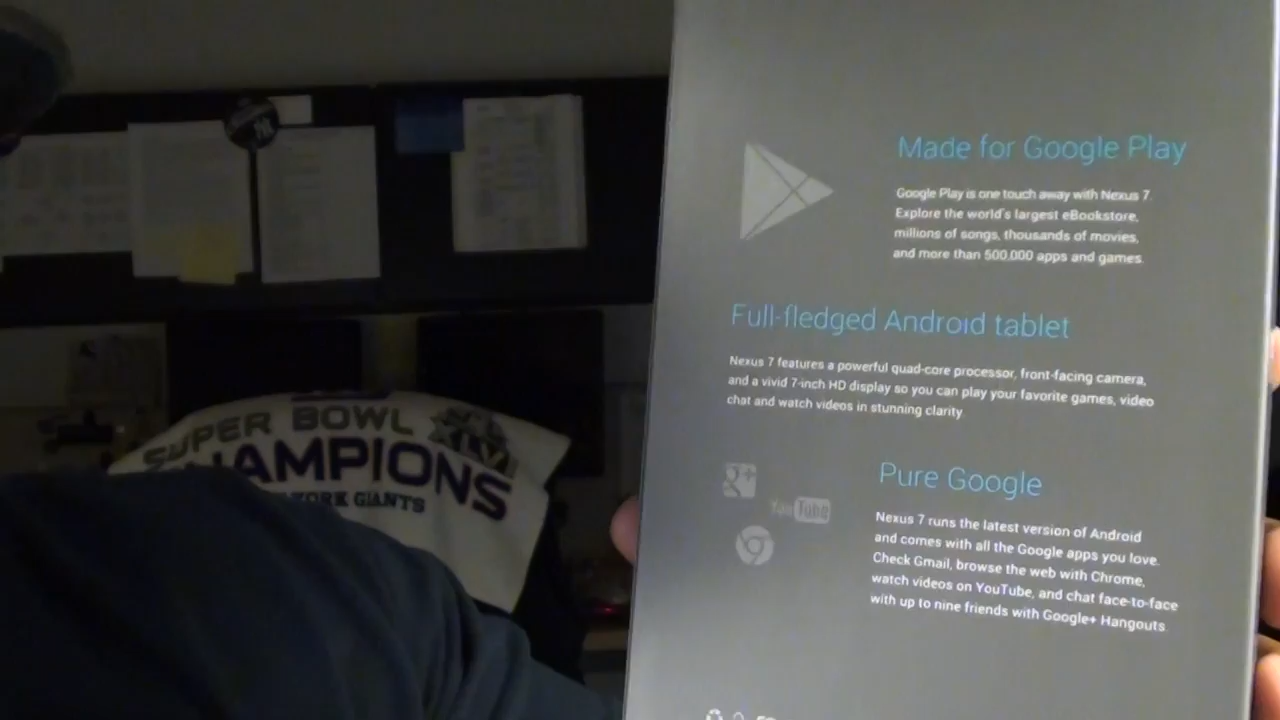 Made for Google Play
Google Play is one touch away with Nexus 7.
Explore the world's largest eBookstore,
millions of songs, thousands of movies,
and more than 500,000 apps and games.
Full-fledged Android tablet
Nexus 7 features a powerful quad-core processor, front-facing camera,
and a vivid 7-inch HD display so you can play your favorite games, video
chat and watch videos in stunning clarity.
g+
YouTube
Pure Google
Nexus 7 runs the latest version of Android
and comes with all the Google apps you love.
Check Gmail, browse the web with Chrome,
watch videos on YouTube, and chat face-to-face
with up to nine friends with Google+ Hangouts.
SUPER BOWL
XLVI
CHAMPIONS
YORK GIANTS